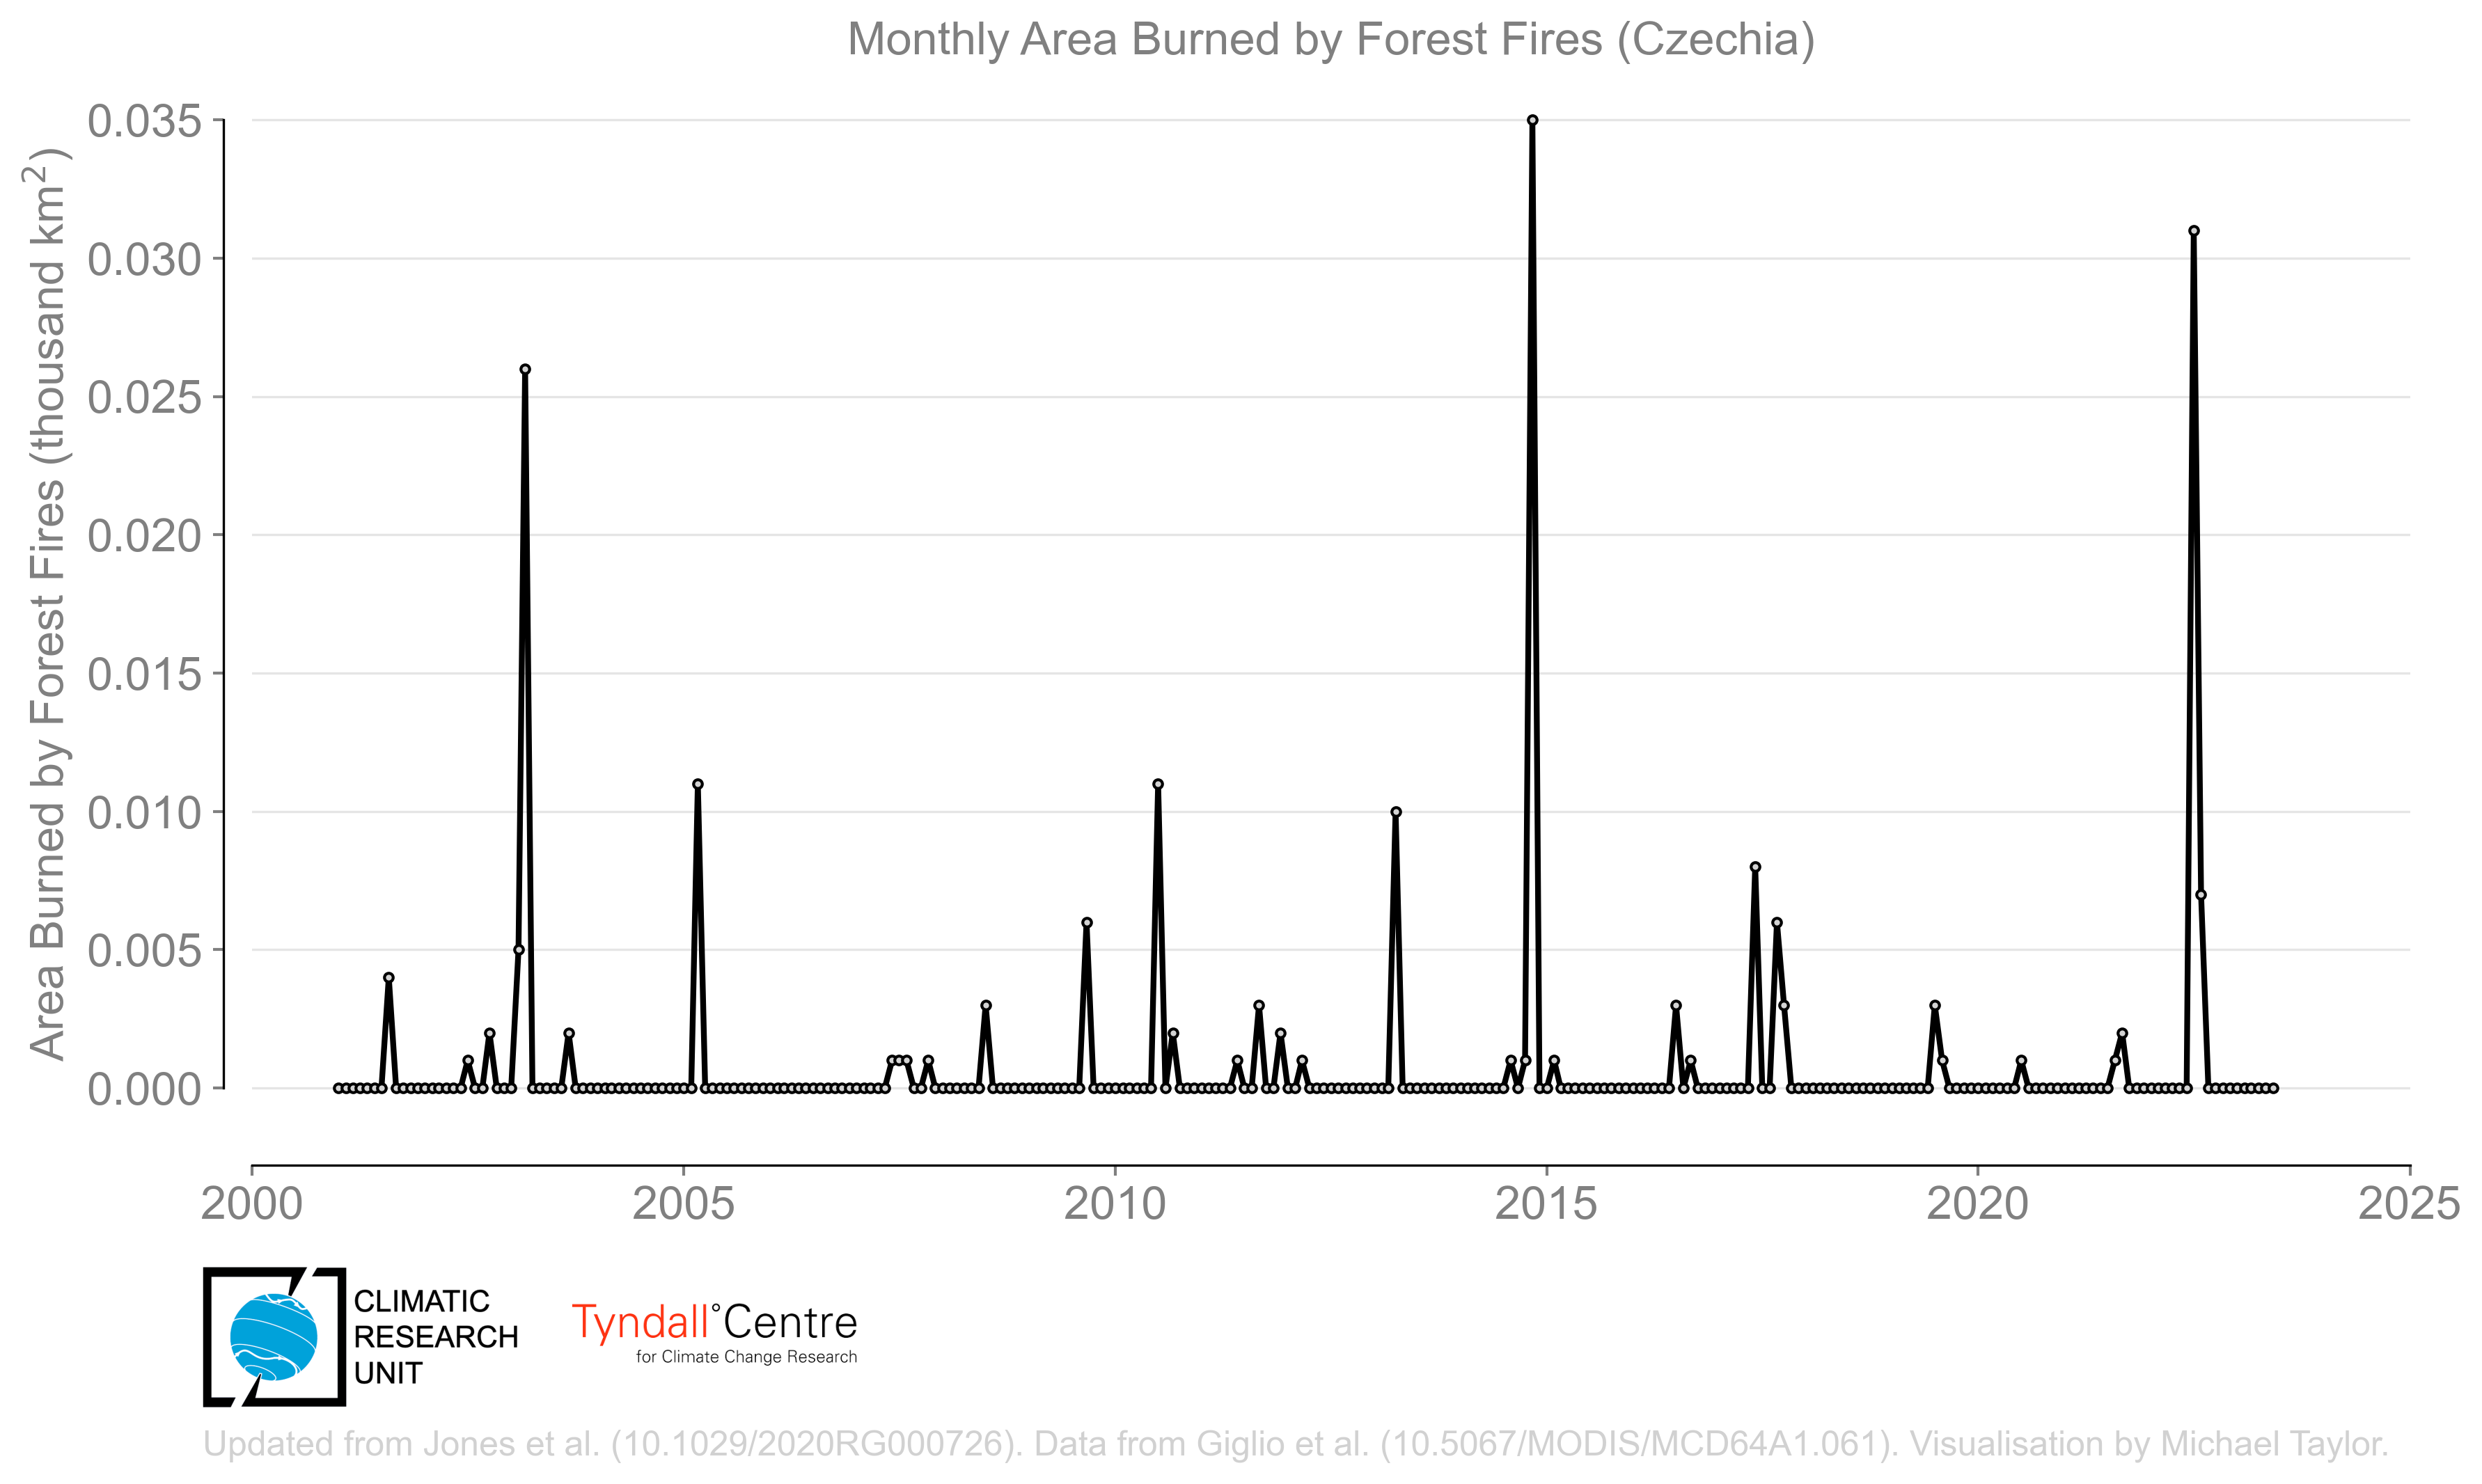 Monthly Area Burned by Forest Fires (Czechia)
Area Burned by Forest Fires (thousand km²)
0.035
0.030
0.025
0.020
0.015
0.010
0.005
0.000
2000 2005 2010 2015 2020 2025
CLIMATIC
RESEARCH
UNIT
Tyndall°Centre
for Climate Change Research
Updated from Jones et al. (10.1029/2020RG000726). Data from Giglio et al. (10.5067/MODIS/MCD64A1.061). Visualisation by Michael Taylor.